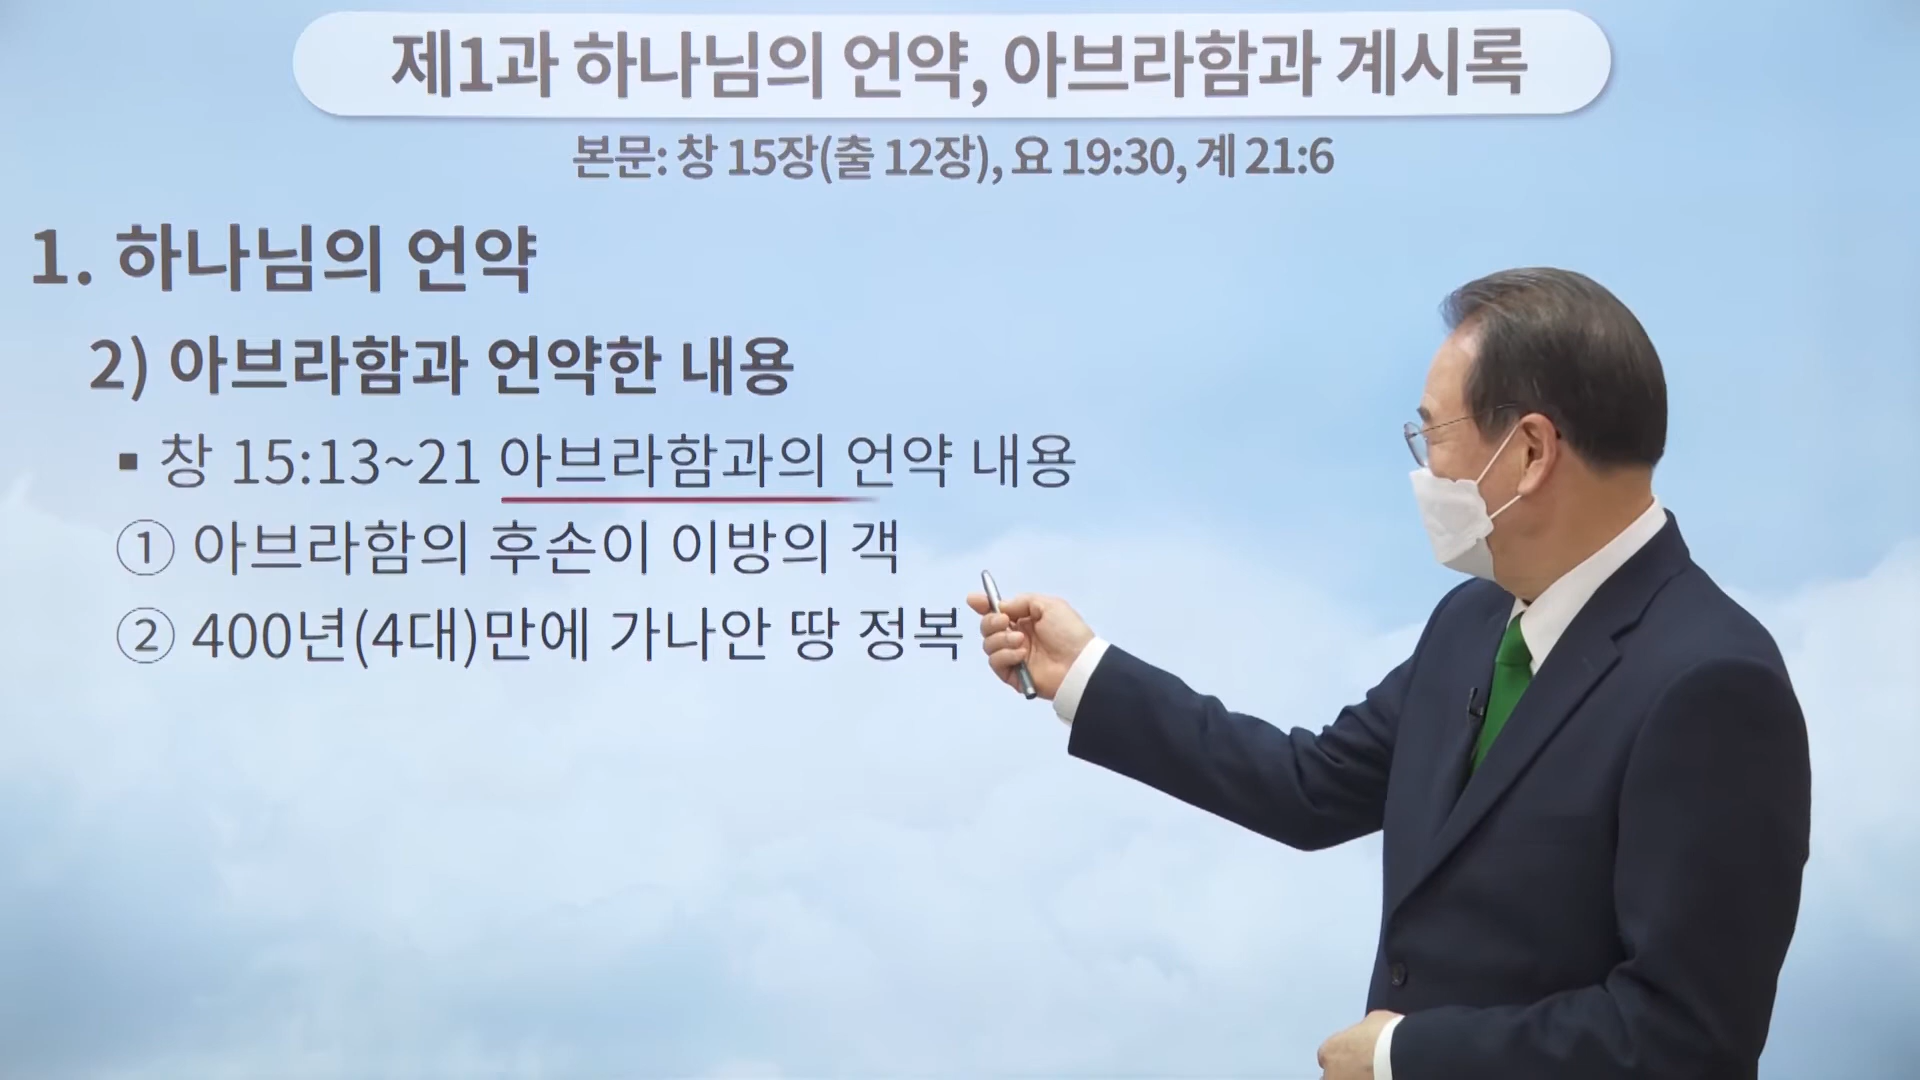 제1과 하나님의 언약, 아브라함과 계시록
본문: 창 15장(출 12장), 요 19:30, 계 21:6
1. 하나님의 언약
2) 아브라함과 언약한 내용
▪ 창 15:13~21 아브라함과의 언약 내용
① 아브라함의 후손이 이방의 객
② 400년(4대)만에 가나안 땅 정복